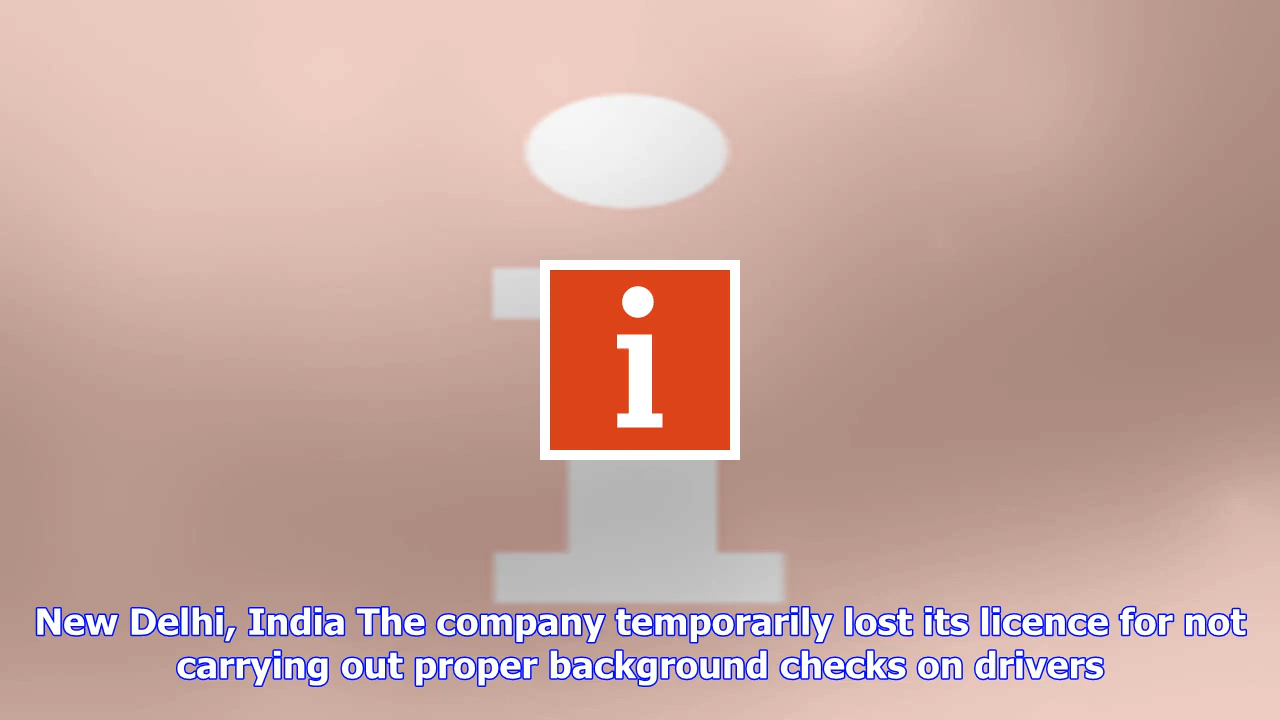 i
New Delhi, India The company temporarily lost its licence for not
carrying out proper background checks on drivers